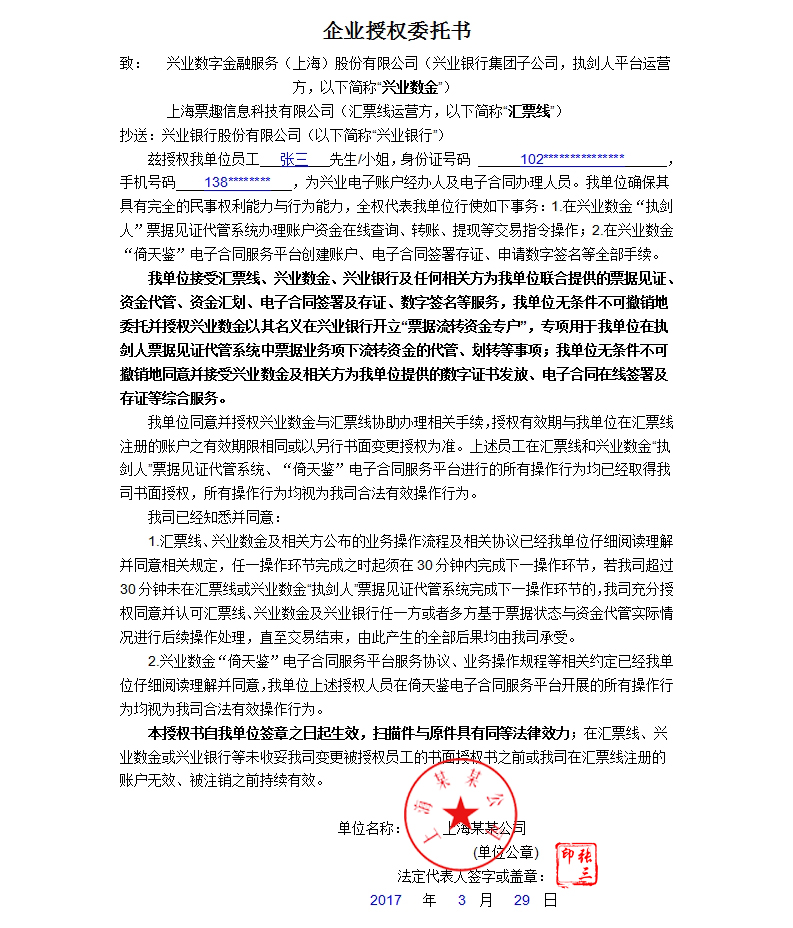 企业授权委托书
致： 兴业数字金融服务（上海）股份有限公司（兴业银行集团子公司，执剑人平台运营
方，以下简称“兴业数金”）
上海票趣信息科技有限公司（汇票线运营方，以下简称“汇票线”）
抄送：兴业银行股份有限公司（以下简称“兴业银行”）
兹授权我单位员工 张三 先生/小姐，身份证号码 102*************** ，
手机号码 138******** ，为兴业电子账户经办人及电子合同办理人员。我单位确保其
具有完全的民事权利能力与行为能力，全权代表我单位行使如下事务：1.在兴业数金“执剑
人”票据见证代管系统办理账户资金在线查询、转账、提现等交易指令操作；2.在兴业数金
“倚天鉴”电子合同服务平台创建账户、电子合同签署存证、申请数字签名等全部手续。
我单位接受汇票线、兴业数金、兴业银行及任何相关方为我单位联合提供的票据见证、
资金代管、资金汇划、电子合同签署及存证、数字签名等服务，我单位无条件不可撤销地
委托并授权兴业数金以其名义在兴业银行开立“票据流转资金专户”，专项用于我单位在执
剑人票据见证代管系统中票据业务项下流转资金的代管、划转等事项；我单位无条件不可
撤销地同意并接受兴业数金及相关方为我单位提供的数字证书发放、电子合同在线签署及
存证等综合服务。
我单位同意并授权兴业数金与汇票线协助办理相关手续，授权有效期与我单位在汇票线
注册的账户之有效期限相同或以另行书面变更授权为准。上述员工在汇票线和兴业数金“执
剑人”票据见证代管系统、“倚天鉴”电子合同服务平台进行的所有操作行为均已经取得我
司书面授权，所有操作行为均视为我司合法有效操作行为。
我司已经知悉并同意：
1.汇票线、兴业数金及相关方公布的业务操作流程及相关协议已经我单位仔细阅读理解
并同意相关规定，任一操作环节完成之时起须在 30 分钟内完成下一操作环节，若我司超过
30 分钟未在汇票线或兴业数金“执剑人”票据见证代管系统完成下一操作环节的，我司充分授
权同意并认可汇票线、兴业数金及兴业银行任一方或者多方基于票据状态与资金代管实际情
况进行后续操作处理，直至交易结束，由此产生的全部后果均由我司承受。
2.兴业数金“倚天鉴”电子合同服务平台服务协议、业务操作规程等相关约定已经我单
位仔细阅读理解并同意，我单位上述授权人员在倚天鉴电子合同服务平台开展的所有操作行
为均视为我司合法有效操作行为。
本授权书自我单位签章之日起生效，扫描件与原件具有同等法律效力；在汇票线、兴
业数金或兴业银行等未收妥我司变更被授权员工的书面授权书之前或我司在汇票线注册的
账户无效、被注销之前持续有效。
上海某某公司
单位名称： 上海某某公司
(单位公章)
法定代表人签字或盖章：
张三印
2017 年 3 月 29 日